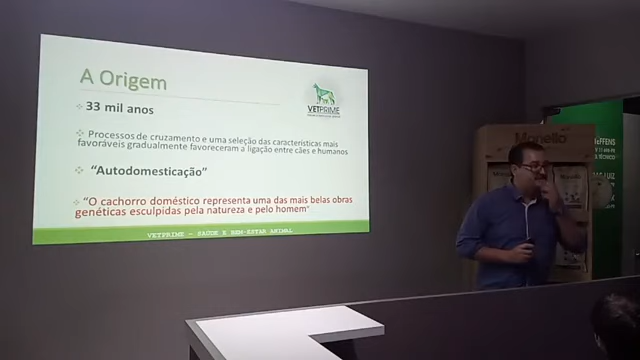 A Origem
33 mil anos
VETPRIME
Processos de cruzamento e uma seleção das características mais
favoráveis gradualmente favoreceram a ligação entre cães e humanos
"Autodomesticação"
"O cachorro doméstico representa uma das mais belas obras
genéticas esculpidas pela natureza e pelo homem"
VETPRIME – SAÚDE E BEM-ESTAR ANIMAL
Monello